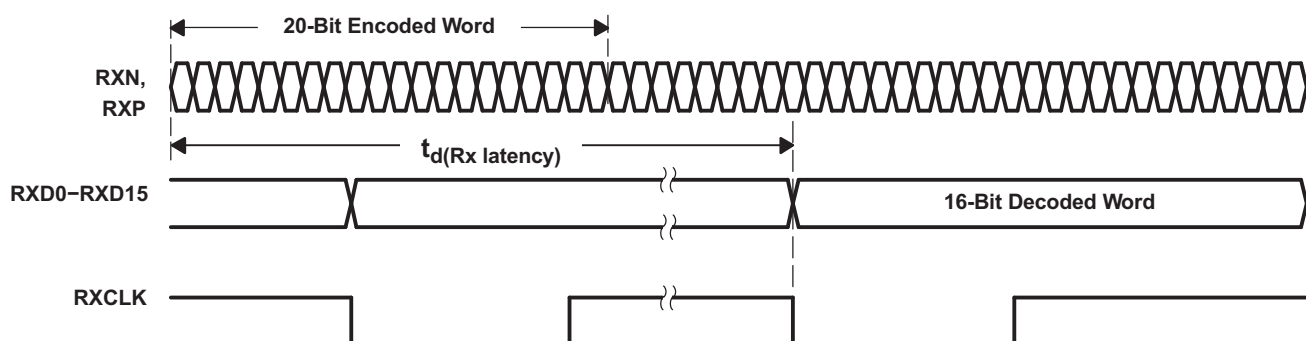 20-Bit Encoded Word
RXN,
RXP
td(Rx latency)
RXD0−RXD15
16-Bit Decoded Word
RXCLK